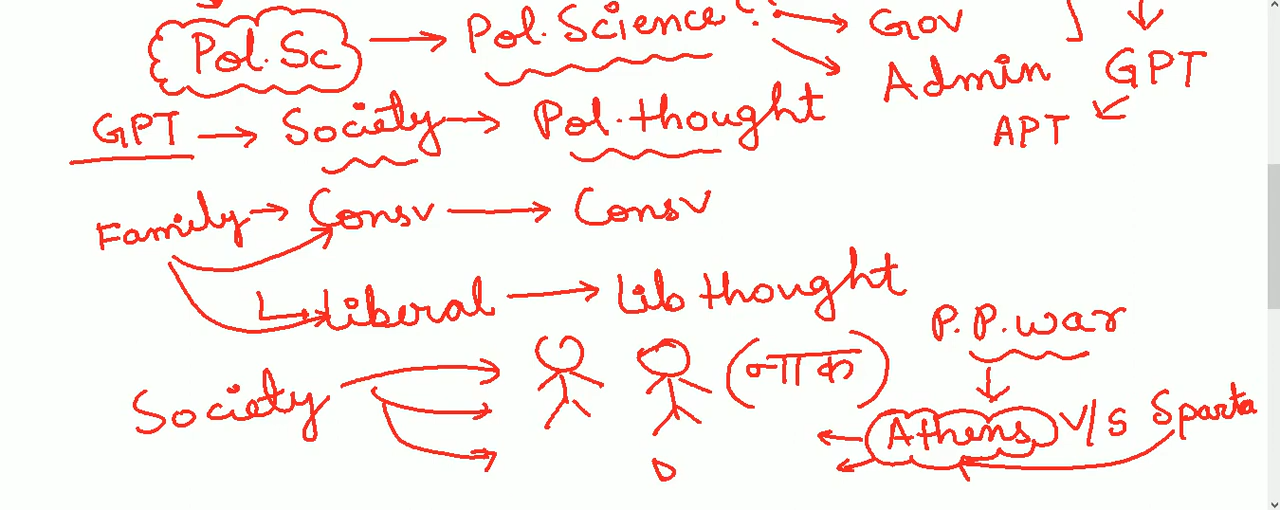 Pol. Sc → Pol. Science? → Gov
Admin GPT
APT
GPT → Society → Pol. thought
Family → Consv → Consv
Liberal → Lib thought
P.P. war
Society (नाक)
Athens V/S Sparta